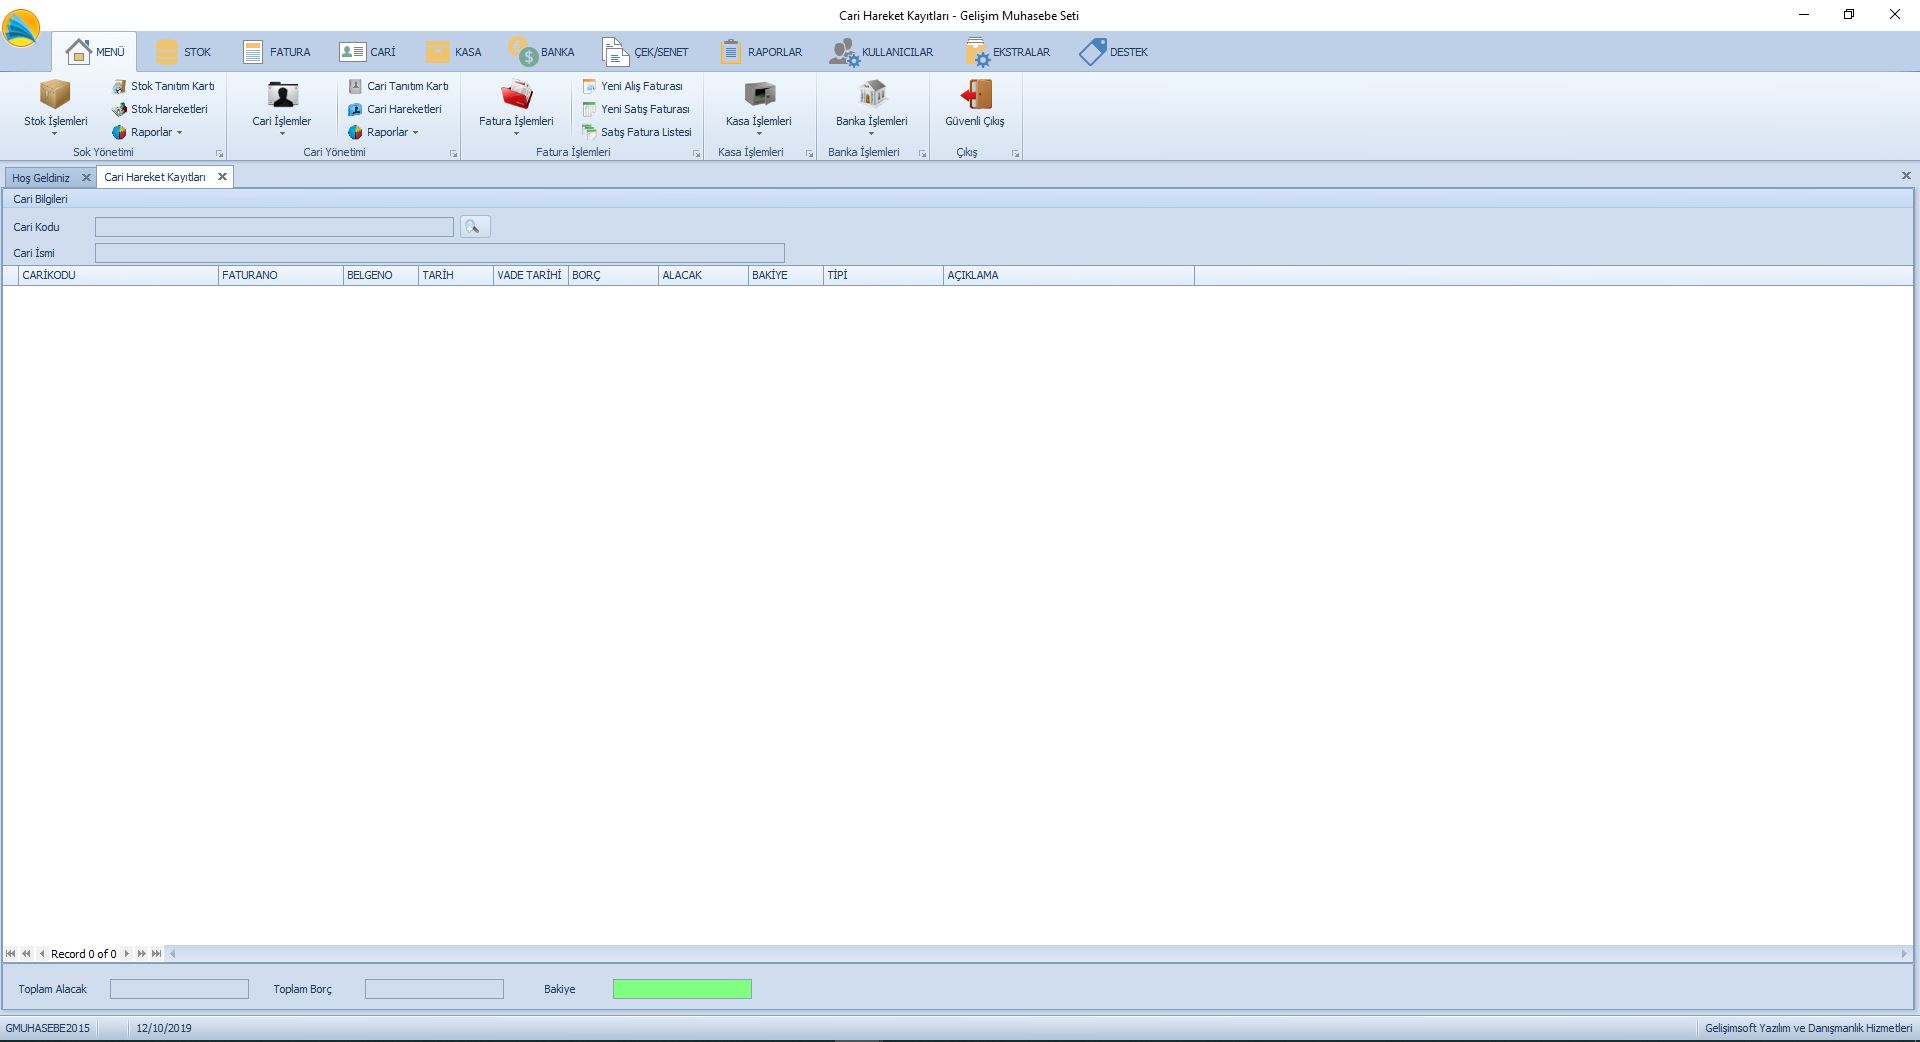 Cari Hareket Kayıtları - Gelişim Muhasebe Seti
MENÜ STOK FATURA CARİ KASA BANKA ÇEK/SENET RAPORLAR KULLANICILAR EKSTRALAR DESTEK
Stok Tanıtım Kartı Cari Tanıtım Kartı Yeni Alış Faturası
Stok Hareketleri Cari Hareketleri Yeni Satış Faturası
Stok İşlemleri Cari İşlemler Fatura İşlemleri Kasa İşlemleri Banka İşlemleri Güvenli Çıkış
Raporlar Raporlar Satış Fatura Listesi
Sok Yönetimi Cari Yönetimi Fatura İşlemleri Kasa İşlemleri Banka İşlemleri Çıkış
Hoş Geldiniz Cari Hareket Kayıtları
Cari Bilgileri
Cari Kodu
Cari İsmi
CARİKODU FATURANO BELGENO TARİH VADE TARİHİ BORÇ ALACAK BAKİYE TİPİ AÇIKLAMA
Record 0 of 0
Toplam Alacak Toplam Borç Bakiye
GMUHASEBE2015 12/10/2019 Gelişimsoft Yazılım ve Danışmanlık Hizmetleri